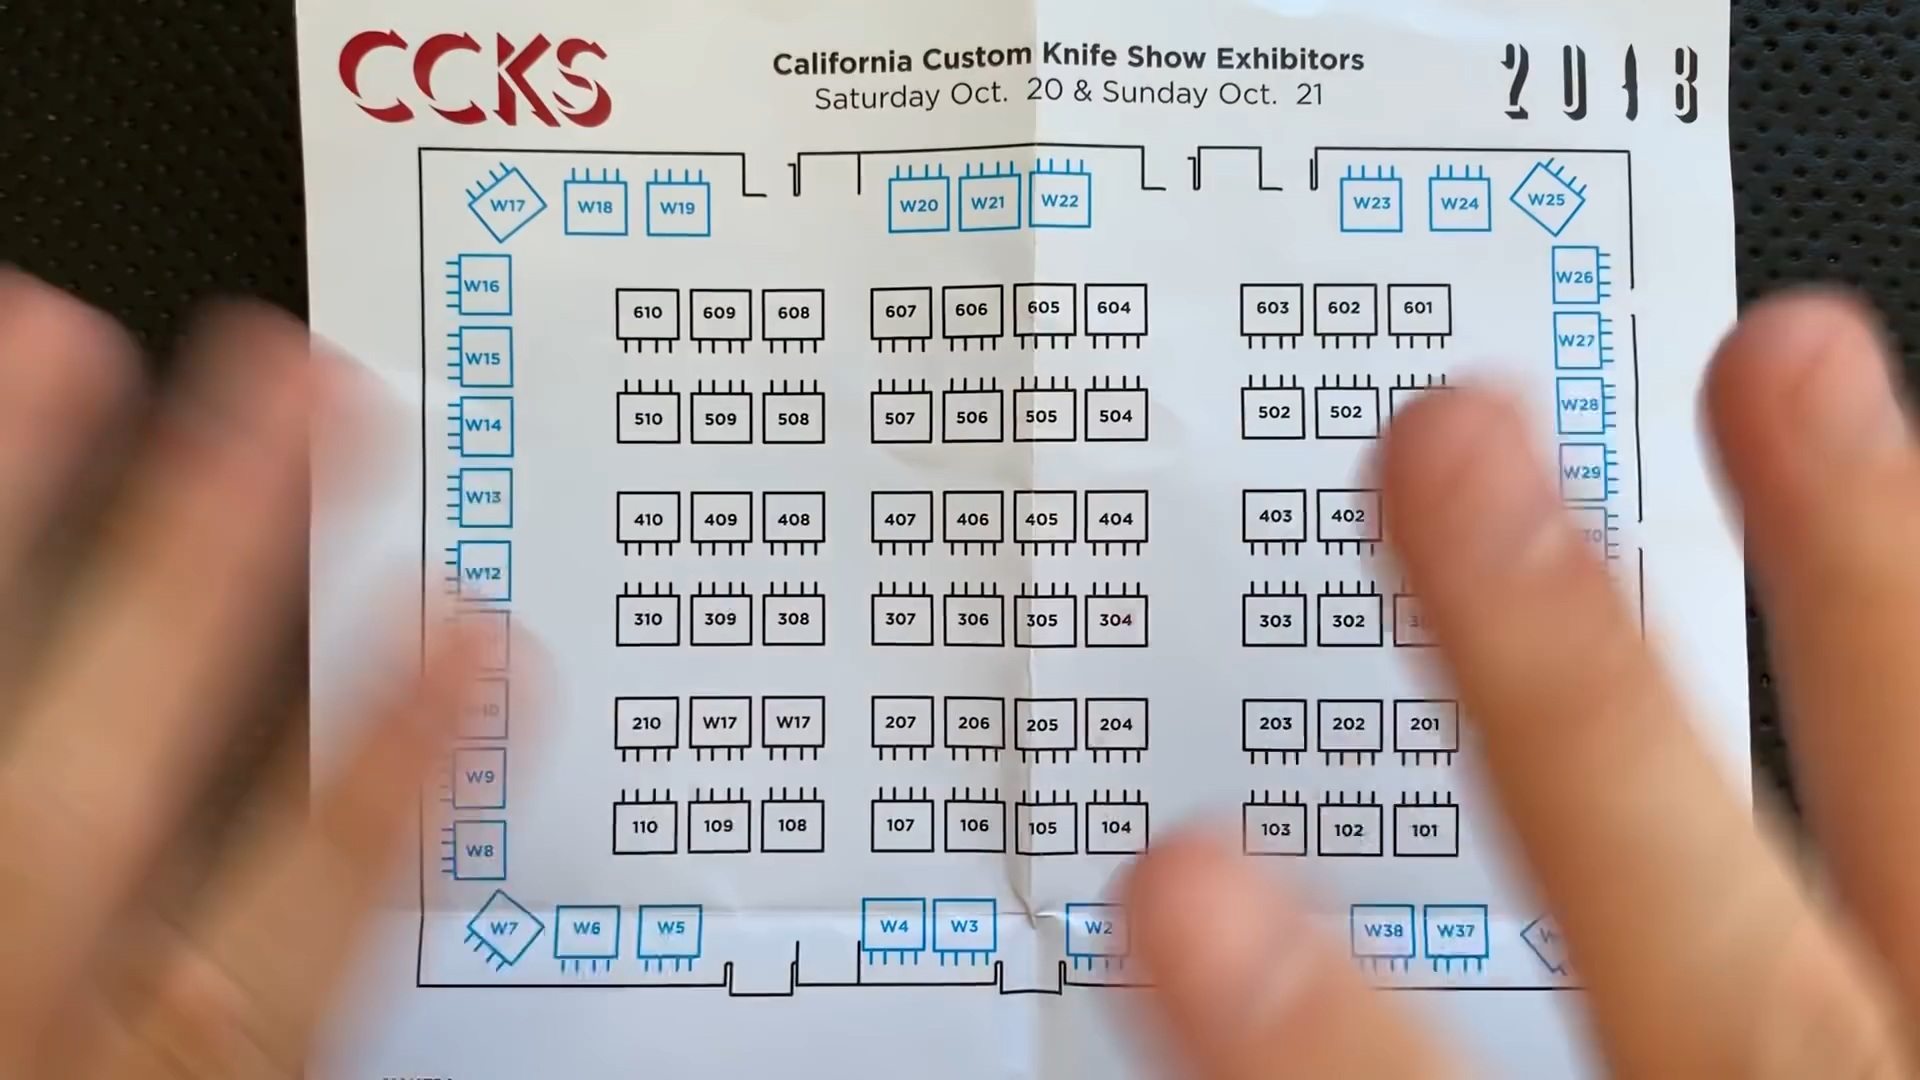 CCKS
California Custom Knife Show Exhibitors
2018
Saturday Oct. 20 & Sunday Oct. 21
W17 W18 W19 W20 W21 W22 W23 W24 W25
W16 W26
610 609 608 607 606 605 604 603 602 601
W15 W27
510 509 508 507 506 505 504 502 502
W14 W28
W13 W29
410 409 408 407 406 405 404 403 402
W12
310 309 308 307 306 305 304 303 302
210 W17 W17 207 206 205 204 203 202 201
W9
110 109 108 107 106 105 104 103 102 101
W8
W7 W6 W5 W4 W3 W2 W38 W37